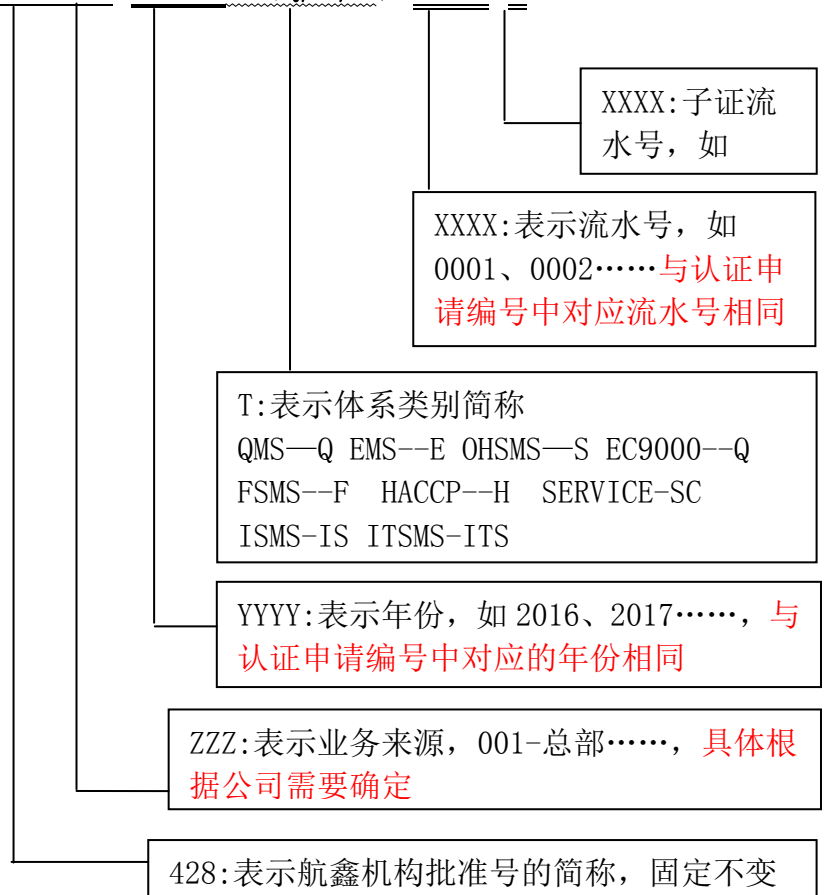 XXXX:子证流
水号，如
XXXX:表示流水号，如
0001、0002……与认证申
请编号中对应流水号相同
T:表示体系类别简称
QMS—Q EMS--E OHSMS—S EC9000--Q
FSMS--F HACCP--H SERVICE-SC
ISMS-IS ITSMS-ITS
YYYY:表示年份，如 2016、2017……，与
认证申请编号中对应的年份相同
ZZZ:表示业务来源，001-总部……，具体根
据公司需要确定
428:表示航鑫机构批准号的简称，固定不变